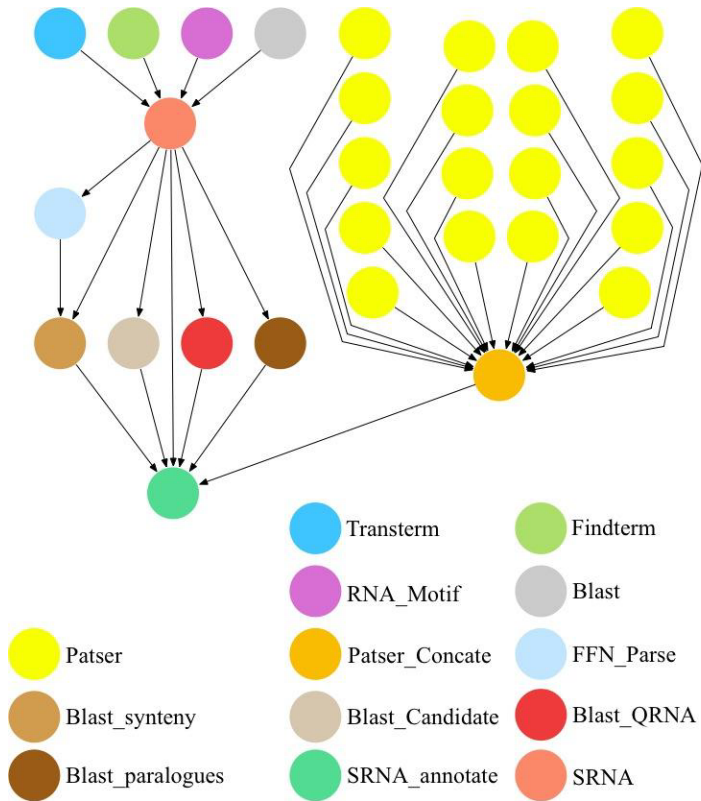 Transterm
Findterm
RNA_Motif
Blast
Patser
Patser_Concate
FFN_Parse
Blast_synteny
Blast_Candidate
Blast_QRNA
Blast_paralogues
SRNA_annotate
SRNA